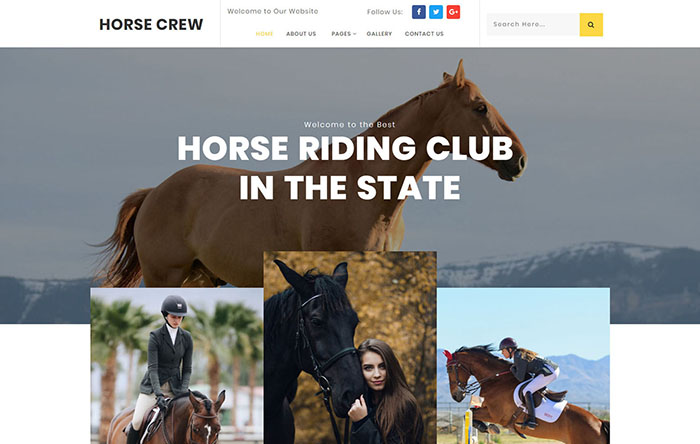 HORSE CREW
Welcome to Our Website
Follow Us:
Search Here...
HOME ABOUT US PAGES GALLERY CONTACT US
Welcome to the Best
HORSE RIDING CLUB
IN THE STATE